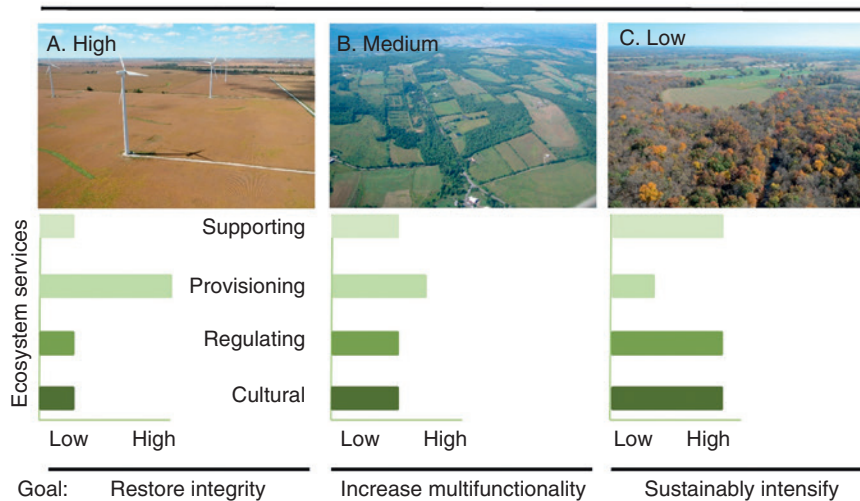 A. High
B. Medium
C. Low
Ecosystem services
Supporting
Provisioning
Regulating
Cultural
Low High
Low High
Low High
Goal: Restore integrity Increase multifunctionality Sustainably intensify